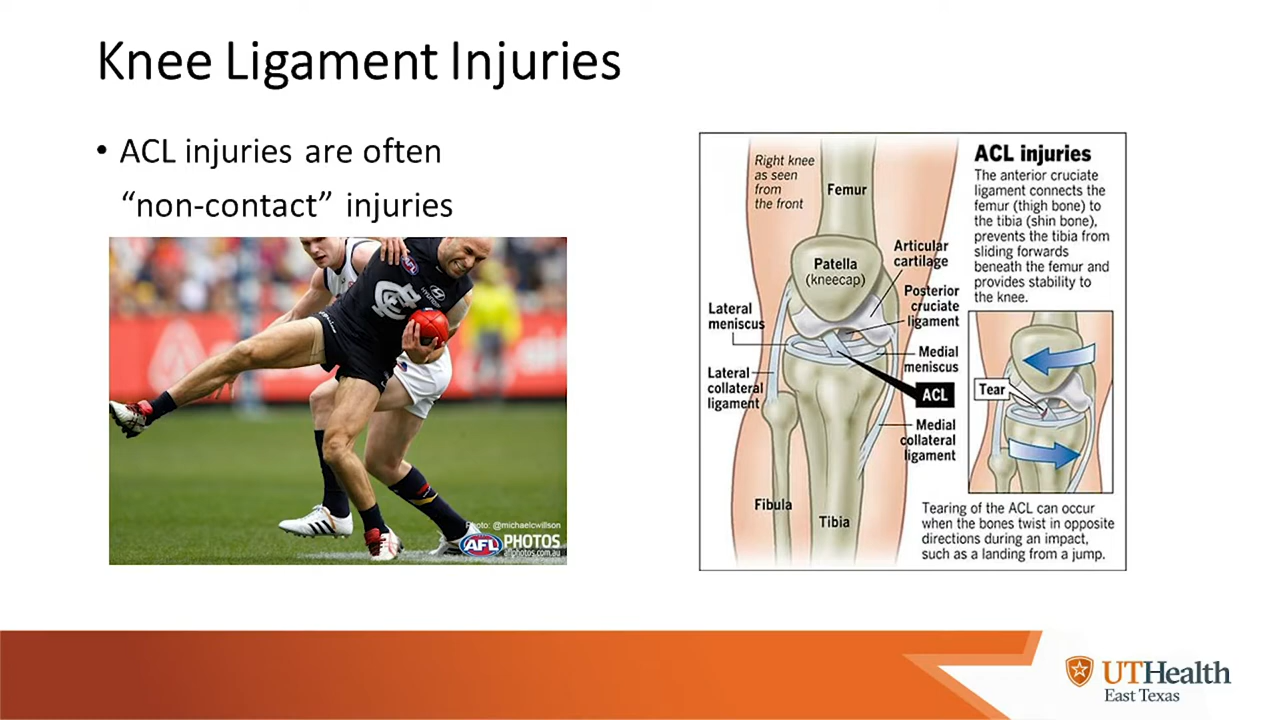 Knee Ligament Injuries
• ACL injuries are often
“non-contact” injuries
AFL
HYUNDAI
Photo: @michaelcwillson
AFL PHOTOS
aflphotos.com.au
Right knee
as seen
from
the front
Femur
Patella
(kneecap)
Articular
cartilage
Posterior
cruciate
ligament
Lateral
meniscus
Medial
meniscus
Lateral
collateral
ligament
ACL
Medial
collateral
ligament
Fibula
Tibia
ACL injuries
The anterior cruciate
ligament connects the
femur (thigh bone) to
the tibia (shin bone),
prevents the tibia from
sliding forwards
beneath the femur and
provides stability to
the knee.
Tear
Tearing of the ACL can occur
when the bones twist in opposite
directions during an impact,
such as a landing from a jump.
UTHealth
East Texas